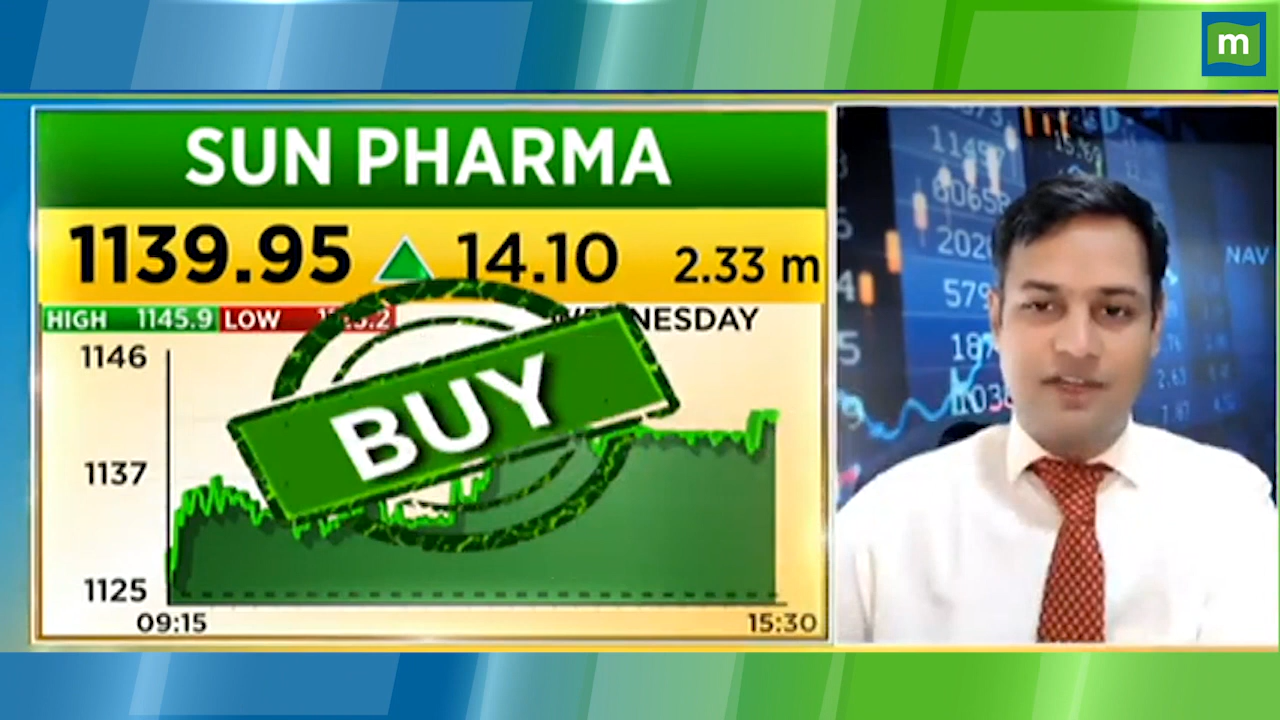 m
SUN PHARMA
1139.95 ▲ 14.10 2.33 m
HIGH 1145.9 LOW
BUY
1146
1137
1125
09:15 15:30
NAV